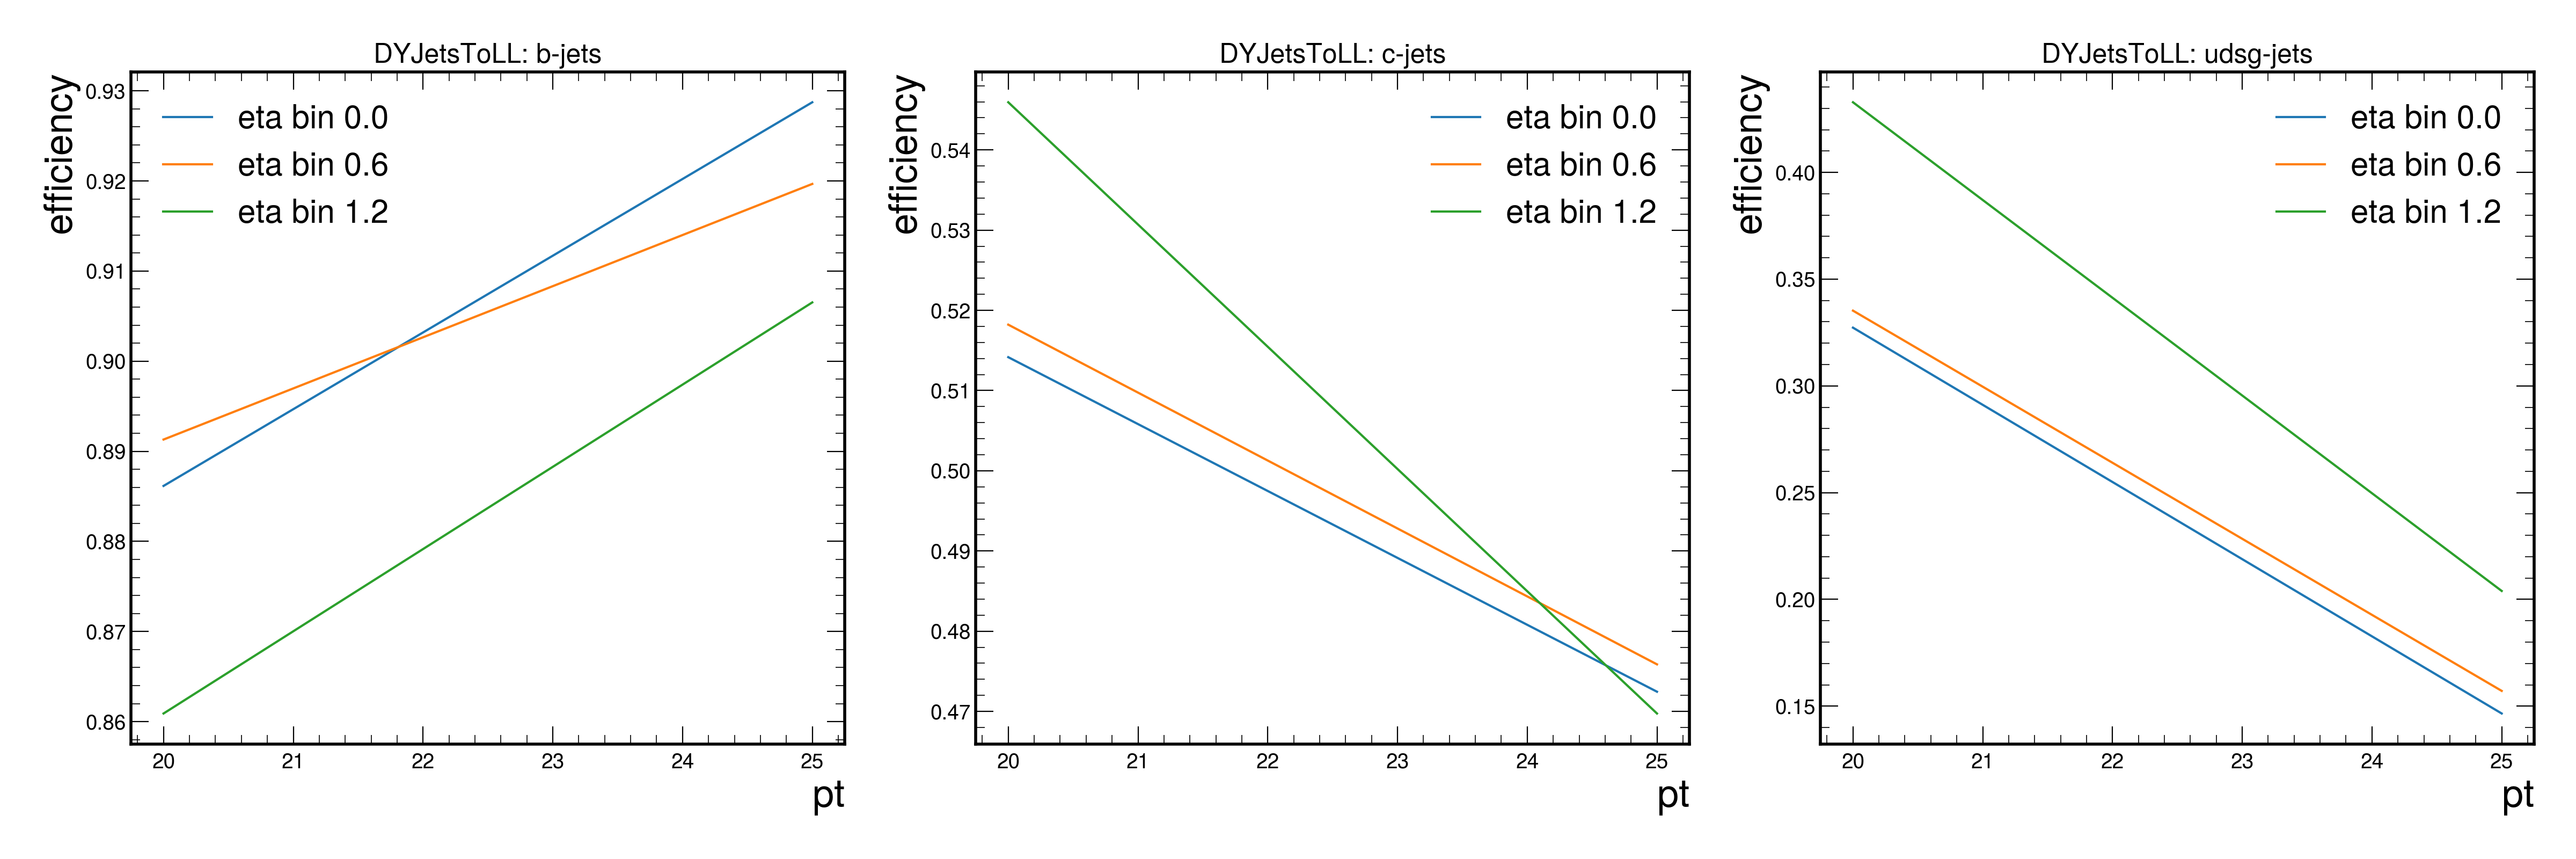 DYJetsToLL: b-jets
efficiency
0.93
0.92
0.91
0.90
0.89
0.88
0.87
0.86
eta bin 0.0
eta bin 0.6
eta bin 1.2
20 21 22 23 24 25
pt
DYJetsToLL: c-jets
efficiency
0.54
0.53
0.52
0.51
0.50
0.49
0.48
0.47
eta bin 0.0
eta bin 0.6
eta bin 1.2
20 21 22 23 24 25
pt
DYJetsToLL: udsg-jets
efficiency
0.40
0.35
0.30
0.25
0.20
0.15
eta bin 0.0
eta bin 0.6
eta bin 1.2
20 21 22 23 24 25
pt